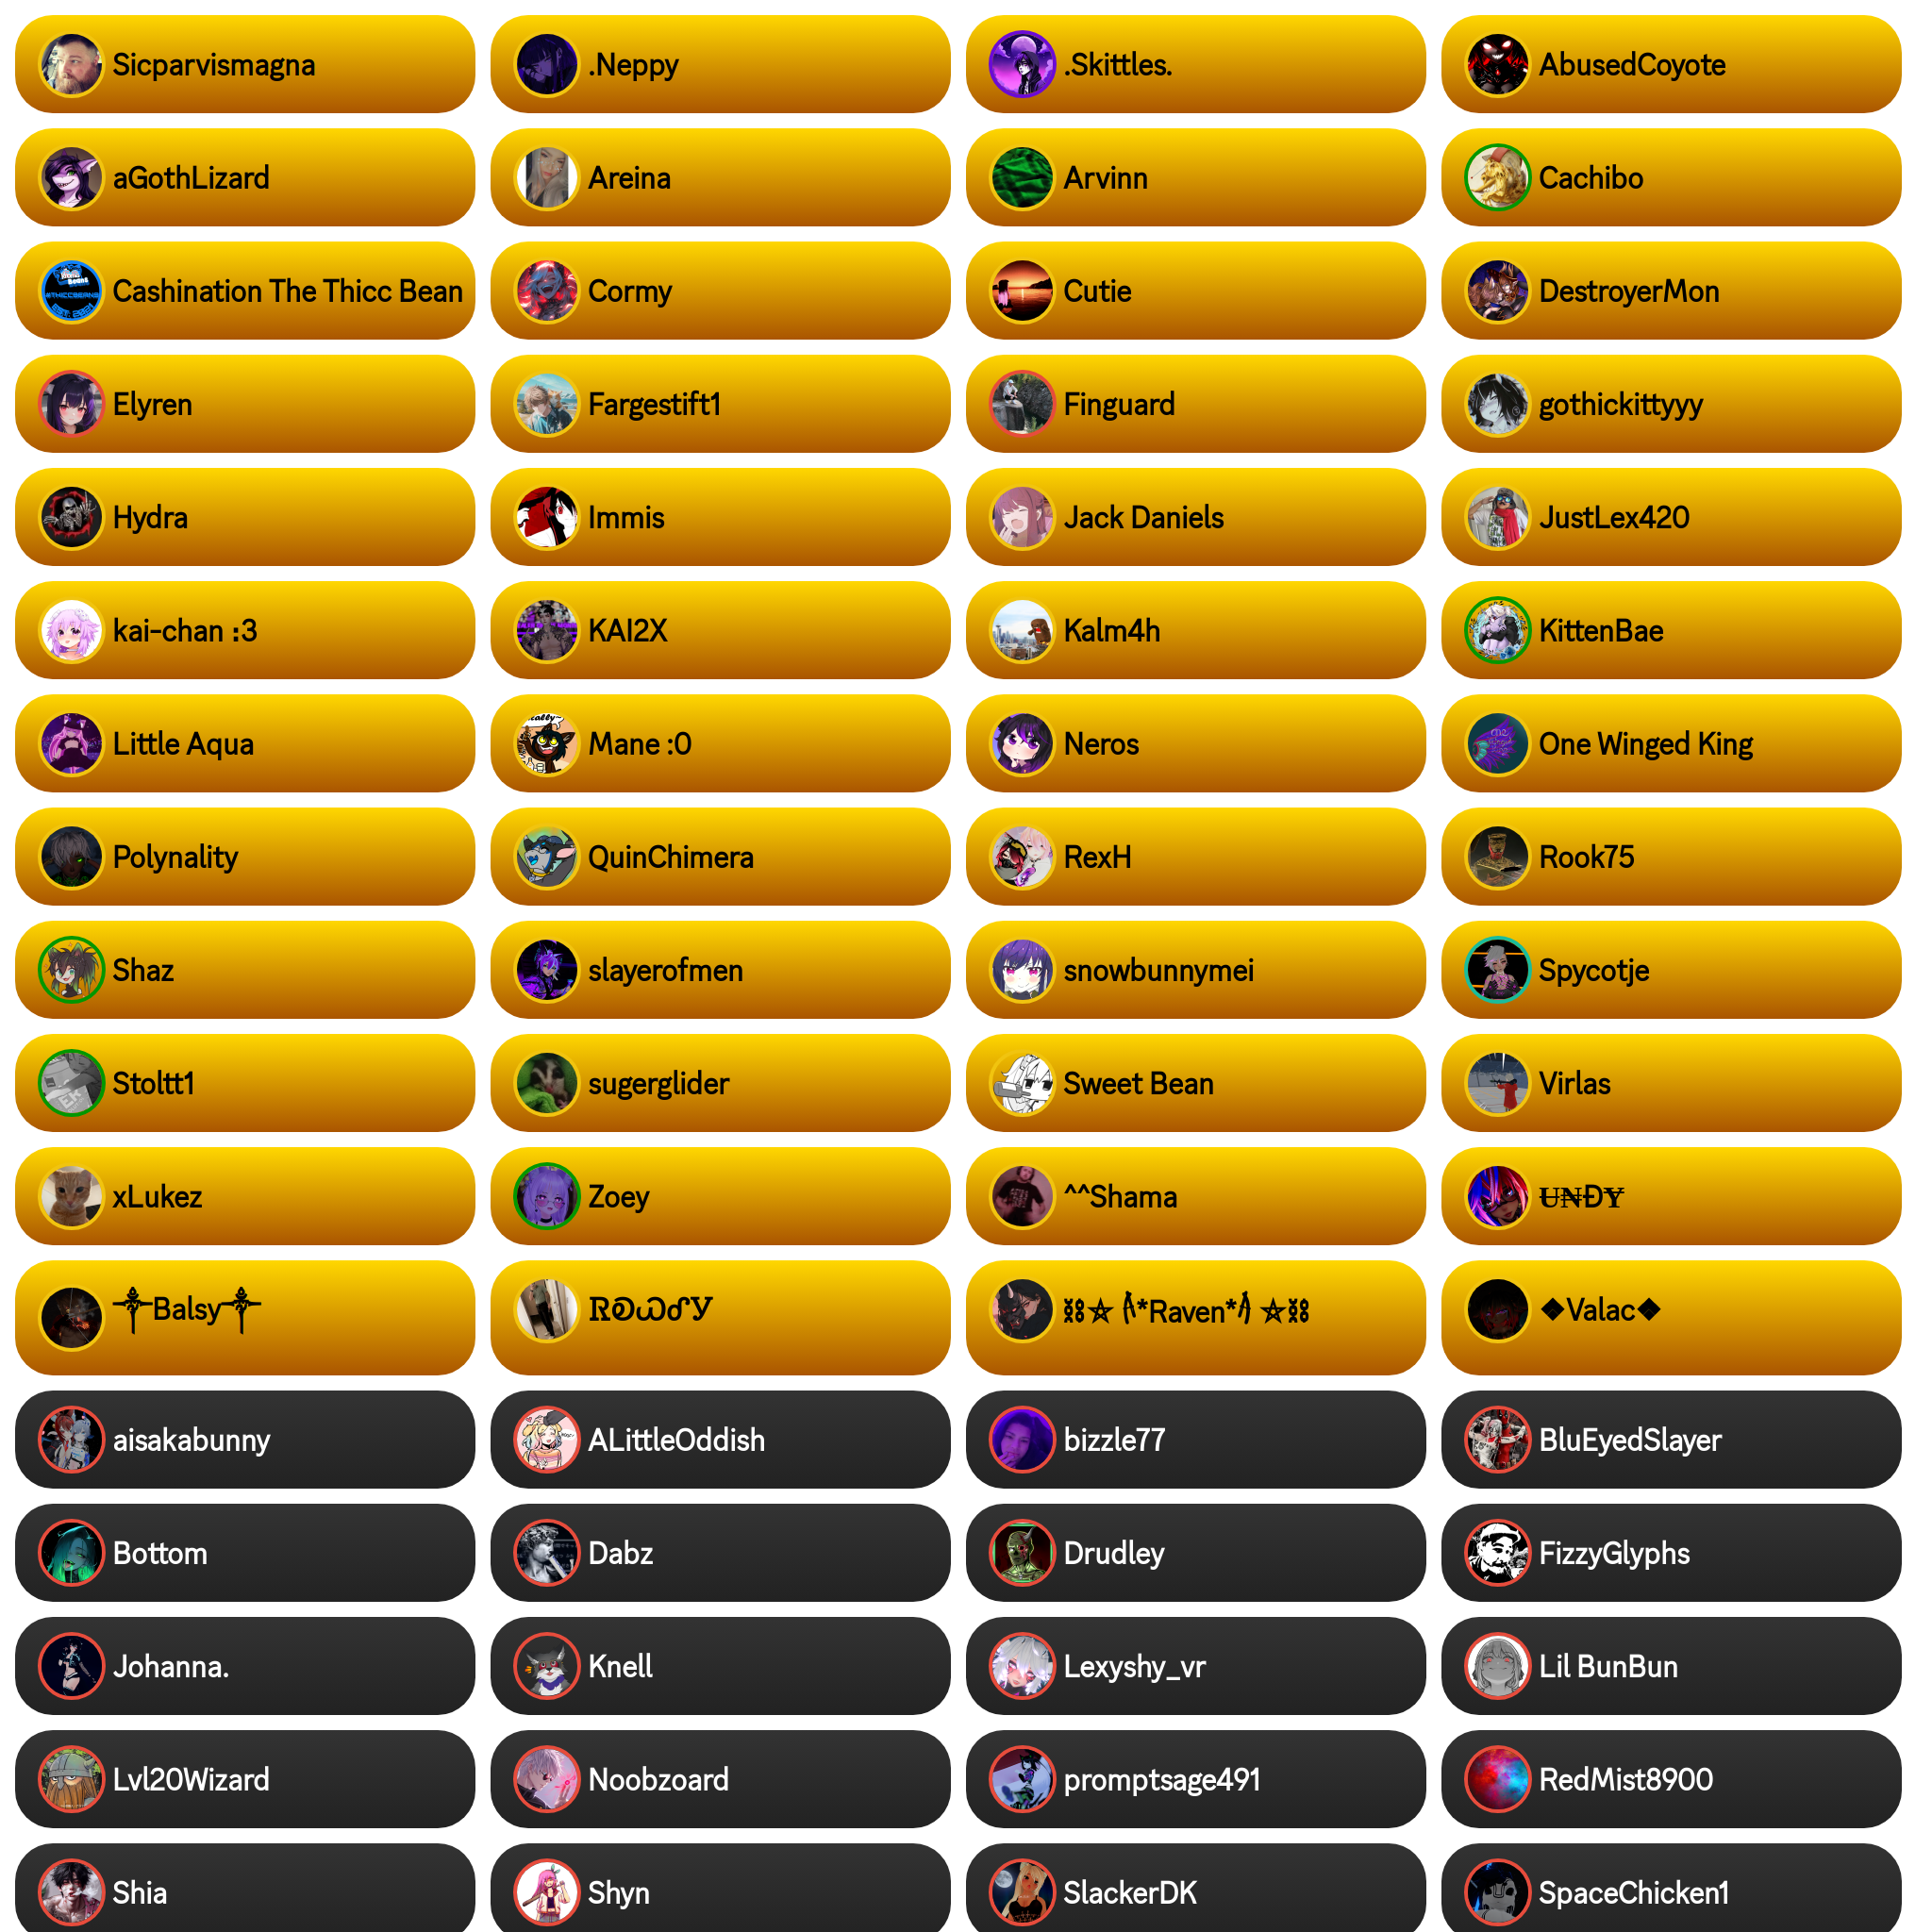 Sicparvismagna
.Neppy
.Skittles.
AbusedCoyote
aGothLizard
Areina
Arvinn
Cachibo
Cashination The Thicc Bean
Cormy
Cutie
DestroyerMon
Elyren
Fargestift1
Finguard
gothickittyyy
Hydra
Immis
Jack Daniels
JustLex420
kai-chan :3
KAI2X
Kalm4h
KittenBae
Little Aqua
Mane :0
Neros
One Winged King
Polynality
QuinChimera
RexH
Rook75
Shaz
slayerofmen
snowbunnymei
Spycotje
Stoltt1
sugerglider
Sweet Bean
Virlas
xLukez
Zoey
^^Shama
U̶N̶ĐɎ
༒Balsy༒
*Raven*
❖Valac❖
aisakabunny
ALittleOddish
bizzle77
BluEyedSlayer
Bottom
Dabz
Drudley
FizzyGlyphs
Johanna.
Knell
Lexyshy_vr
Lil BunBun
Lvl20Wizard
Noobzoard
promptsage491
RedMist8900
Shia
Shyn
SlackerDK
SpaceChicken1